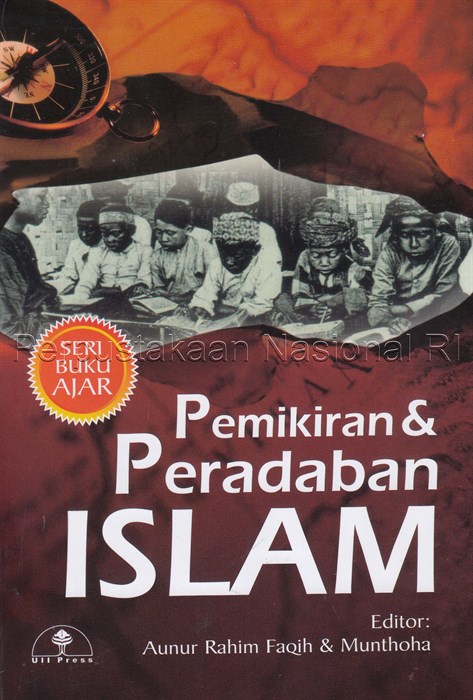 Perpustakaan Nasional RI
SERI
BUKU
AJAR
Pemikiran &
Peradaban
ISLAM
Editor:
Aunur Rahim Faqih & Munthoha
UII Press